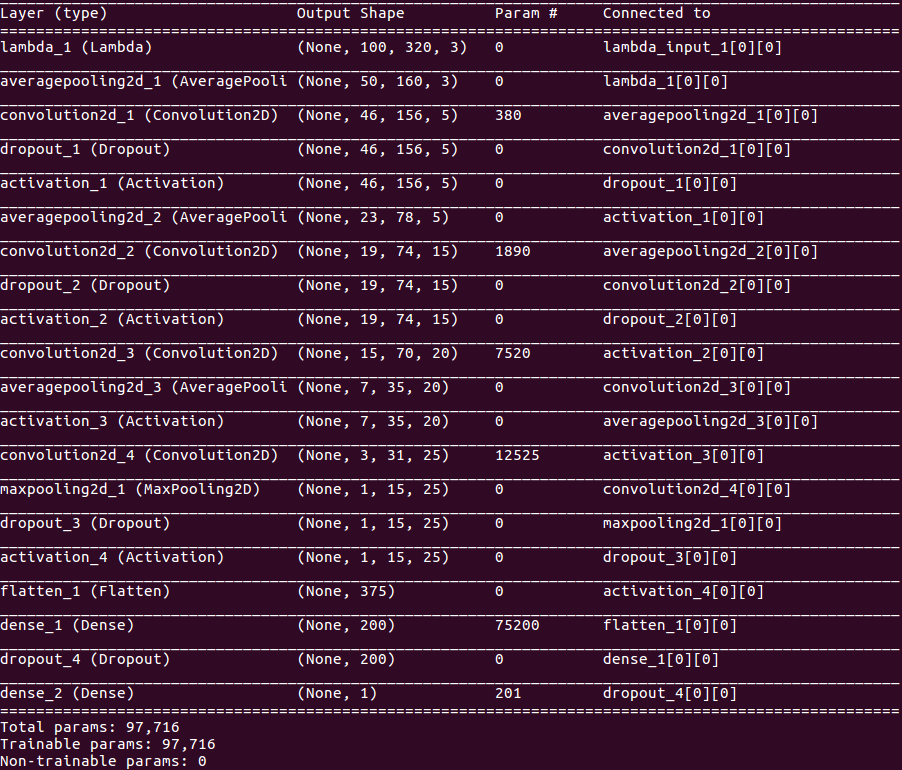 Layer (type) Output Shape Param # Connected to
lambda_1 (Lambda) (None, 100, 320, 3) 0 lambda_input_1[0][0]
averagepooling2d_1 (AveragePooli (None, 50, 160, 3) 0 lambda_1[0][0]
convolution2d_1 (Convolution2D) (None, 46, 156, 5) 380 averagepooling2d_1[0][0]
dropout_1 (Dropout) (None, 46, 156, 5) 0 convolution2d_1[0][0]
activation_1 (Activation) (None, 46, 156, 5) 0 dropout_1[0][0]
averagepooling2d_2 (AveragePooli (None, 23, 78, 5) 0 activation_1[0][0]
convolution2d_2 (Convolution2D) (None, 19, 74, 15) 1890 averagepooling2d_2[0][0]
dropout_2 (Dropout) (None, 19, 74, 15) 0 convolution2d_2[0][0]
activation_2 (Activation) (None, 19, 74, 15) 0 dropout_2[0][0]
convolution2d_3 (Convolution2D) (None, 15, 70, 20) 7520 activation_2[0][0]
averagepooling2d_3 (AveragePooli (None, 7, 35, 20) 0 convolution2d_3[0][0]
activation_3 (Activation) (None, 7, 35, 20) 0 averagepooling2d_3[0][0]
convolution2d_4 (Convolution2D) (None, 3, 31, 25) 12525 activation_3[0][0]
maxpooling2d_1 (MaxPooling2D) (None, 1, 15, 25) 0 convolution2d_4[0][0]
dropout_3 (Dropout) (None, 1, 15, 25) 0 maxpooling2d_1[0][0]
activation_4 (Activation) (None, 1, 15, 25) 0 dropout_3[0][0]
flatten_1 (Flatten) (None, 375) 0 activation_4[0][0]
dense_1 (Dense) (None, 200) 75200 flatten_1[0][0]
dropout_4 (Dropout) (None, 200) 0 dense_1[0][0]
dense_2 (Dense) (None, 1) 201 dropout_4[0][0]
Total params: 97,716
Trainable params: 97,716
Non-trainable params: 0